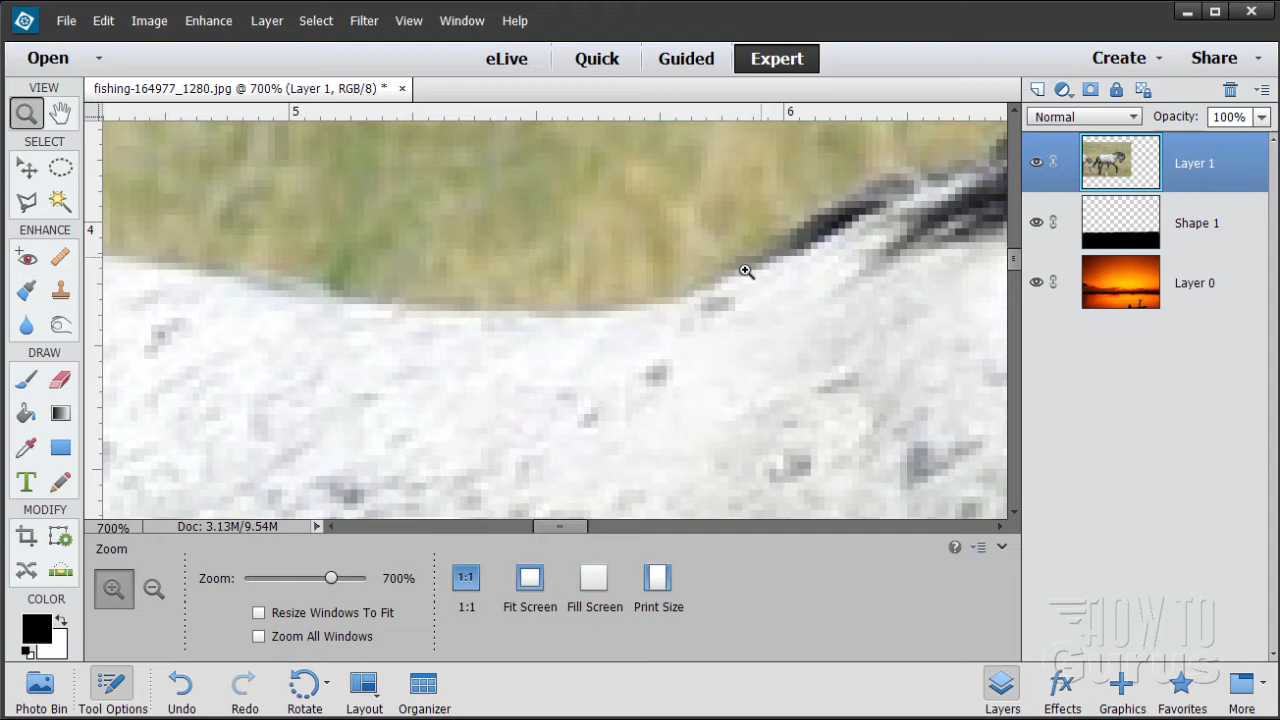 File Edit Image Enhance Layer Select Filter View Window Help
Open eLive Quick Guided Expert Create Share
VIEW
fishing-164977_1280.jpg @ 700% (Layer 1, RGB/8) * ×
Normal Opacity: 100%
5 6
4
SELECT
Layer 1
Shape 1
Layer 0
ENHANCE
DRAW
T
MODIFY
COLOR
700% Doc: 3.13M/9.54M
Zoom
Zoom: 700%
Resize Windows To Fit
Zoom All Windows
1:1
1:1 Fit Screen Fill Screen Print Size
HOW TO
Gurus
fx
Photo Bin Tool Options Undo Redo Rotate Layout Organizer Layers Effects Graphics Favorites More